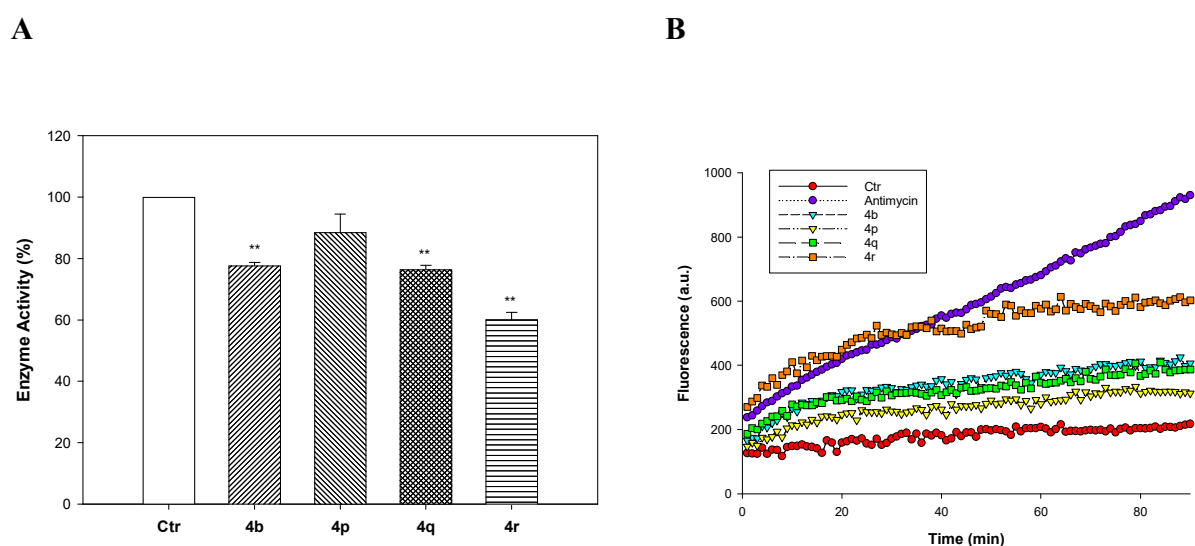 A
B
Enzyme Activity (%)
120
100
80
60
40
20
0
**
**
**
Ctr
4b
4p
4q
4r
Fluorescence (a.u.)
1000
800
600
400
200
0
Ctr
Antimycin
4b
4p
4q
4r
0
20
40
60
80
Time (min)